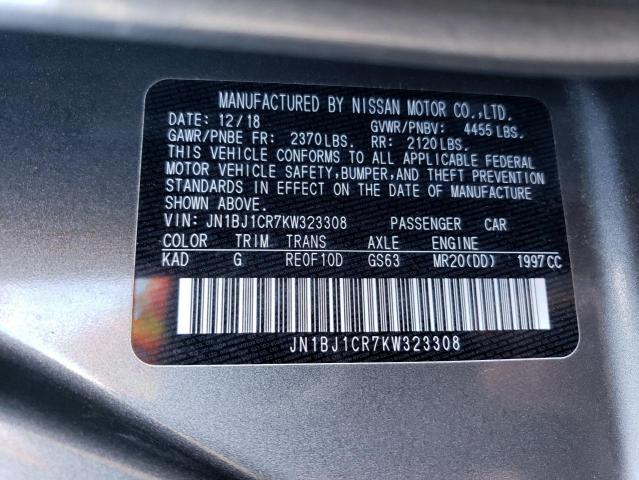 MANUFACTURED BY NISSAN MOTOR CO.,LTD.
DATE: 12/18 GVWR/PNBV: 4455 LBS.
GAWR/PNBE FR: 2370LBS. RR: 2120LBS.
THIS VEHICLE CONFORMS TO ALL APPLICABLE FEDERAL
MOTOR VEHICLE SAFETY, BUMPER, AND THEFT PREVENTION
STANDARDS IN EFFECT ON THE DATE OF MANUFACTURE
SHOWN ABOVE.
VIN: JN1BJ1CR7KW323308 PASSENGER CAR
COLOR TRIM TRANS AXLE ENGINE
KAD G RE0F10D GS63 MR20(DD) 1997CC
JN1BJ1CR7KW323308